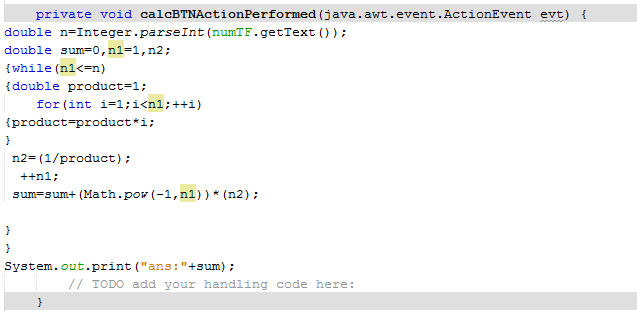 private void calcBTNActionPerformed(java.awt.event.ActionEvent evt) {
double n=Integer.parseInt(numTF.getText());
double sum=0,n1=1,n2;
{while(n1<=n)
{double product=1;
for(int i=1;i<n1;++i)
{product=product*i;
}
n2=(1/product);
++n1;
sum=sum+(Math.pow(-1,n1))*(n2);
}
}
System.out.print("ans:"+sum);
// TODO add your handling code here:
}